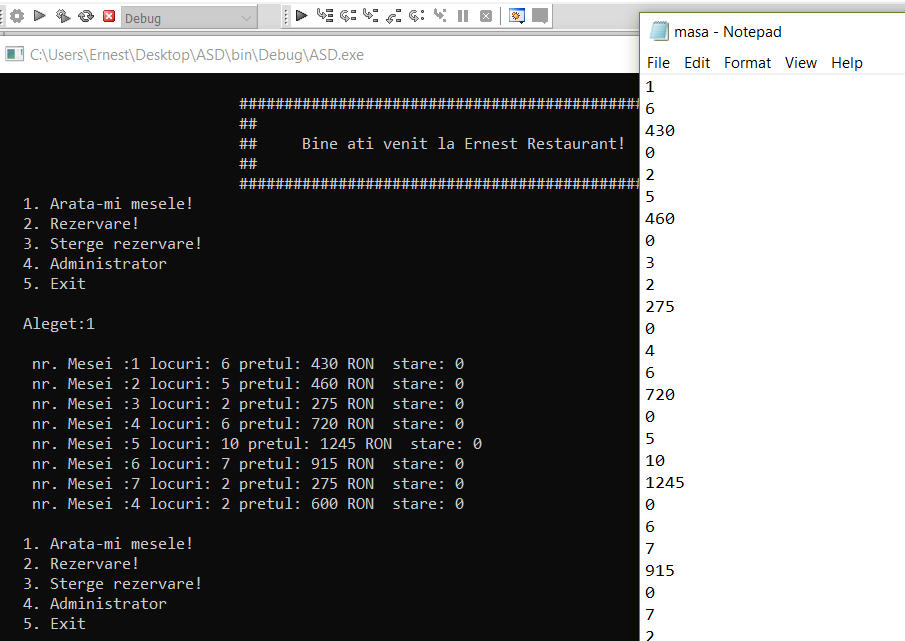 Debug
C:\Users\Ernest\Desktop\ASD\bin\Debug\ASD.exe
##############################################
##
## Bine ati venit la Ernest Restaurant!
##
##############################################
1. Arata-mi mesele!
2. Rezervare!
3. Sterge rezervare!
4. Administrator
5. Exit
Aleget:1
nr. Mesei :1 locuri: 6 pretul: 430 RON  stare: 0
nr. Mesei :2 locuri: 5 pretul: 460 RON  stare: 0
nr. Mesei :3 locuri: 2 pretul: 275 RON  stare: 0
nr. Mesei :4 locuri: 6 pretul: 720 RON  stare: 0
nr. Mesei :5 locuri: 10 pretul: 1245 RON  stare: 0
nr. Mesei :6 locuri: 7 pretul: 915 RON  stare: 0
nr. Mesei :7 locuri: 2 pretul: 275 RON  stare: 0
nr. Mesei :4 locuri: 2 pretul: 600 RON  stare: 0
1. Arata-mi mesele!
2. Rezervare!
3. Sterge rezervare!
4. Administrator
5. Exit
masa - Notepad
File Edit Format View Help
1
6
430
0
2
5
460
0
3
2
275
0
4
6
720
0
5
10
1245
0
6
7
915
0
7
2